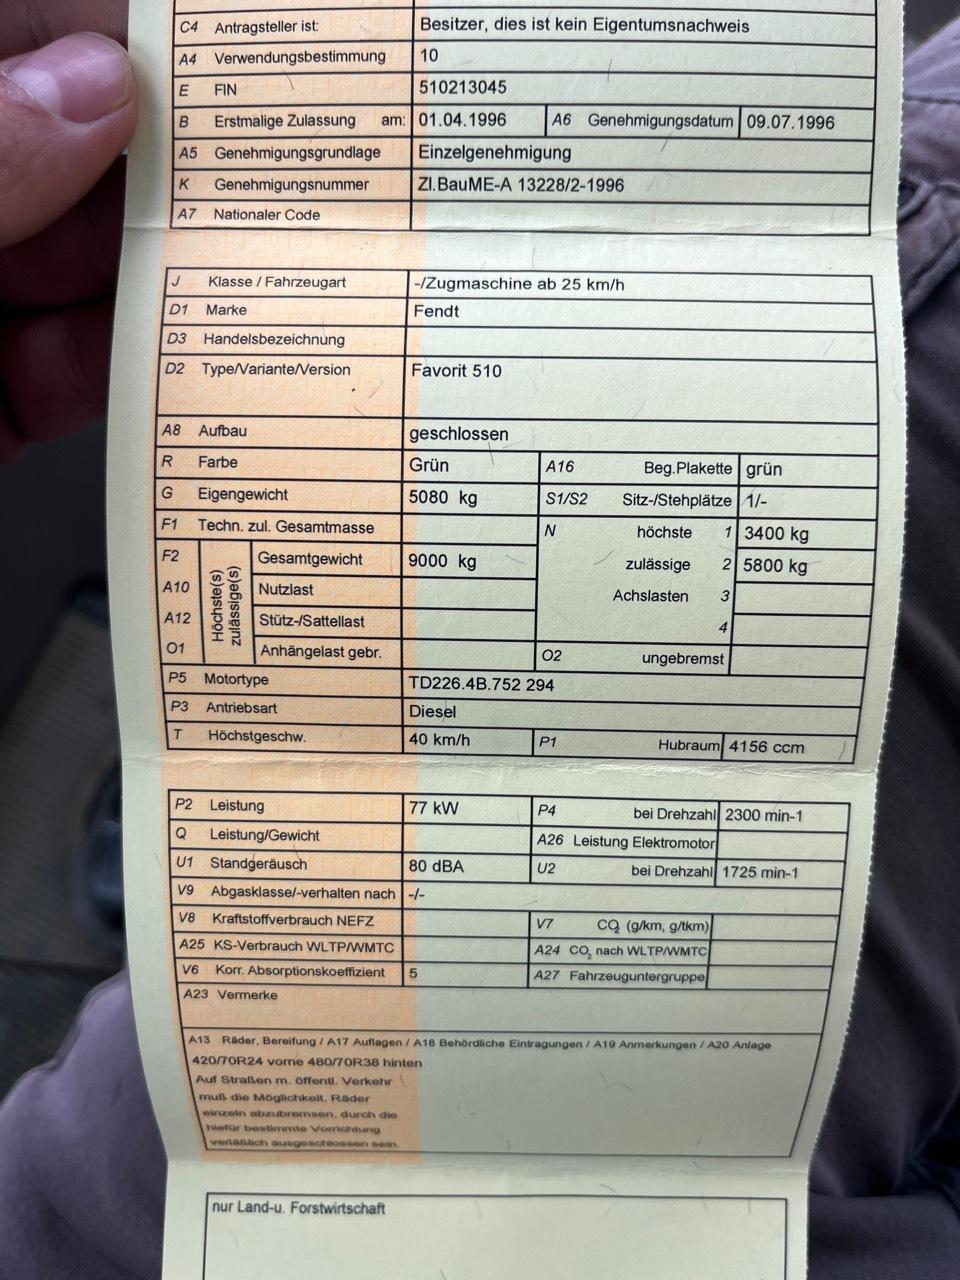 C4 Antragsteller ist: Besitzer, dies ist kein Eigentumsnachweis
A4 Verwendungsbestimmung 10
E FIN 510213045
B Erstmalige Zulassung am: 01.04.1996 A6 Genehmigungsdatum 09.07.1996
A5 Genehmigungsgrundlage Einzelgenehmigung
K Genehmigungsnummer Zl.BauME-A 13228/2-1996
A7 Nationaler Code
J Klasse / Fahrzeugart -/Zugmaschine ab 25 km/h
D1 Marke Fendt
D3 Handelsbezeichnung
D2 Type/Variante/Version Favorit 510
A8 Aufbau geschlossen
R Farbe Grün A16 Beg.Plakette grün
G Eigengewicht 5080 kg S1/S2 Sitz-/Stehplätze 1/-
F1 Techn. zul. Gesamtmasse N höchste 1 3400 kg
F2 Höchste(s) zulässige(s) Gesamtgewicht 9000 kg zulässige 2 5800 kg
A10 Nutzlast Achslasten 3
A12 Stütz-/Sattellast 4
O1 Anhängelast gebr. O2 ungebremst
P5 Motortype TD226.4B.752 294
P3 Antriebsart Diesel
T Höchstgeschw. 40 km/h P1 Hubraum 4156 ccm
P2 Leistung 77 kW P4 bei Drehzahl 2300 min-1
Q Leistung/Gewicht A26 Leistung Elektromotor
U1 Standgeräusch 80 dBA U2 bei Drehzahl 1725 min-1
V9 Abgasklasse/-verhalten nach -/-
V8 Kraftstoffverbrauch NEFZ V7 CO₂ (g/km, g/tkm)
A25 KS-Verbrauch WLTP/WMTC A24 CO₂ nach WLTP/WMTC
V6 Korr. Absorptionskoeffizient 5 A27 Fahrzeuguntergruppe
A23 Vermerke
A13 Räder, Bereifung / A17 Auflagen / A18 Behördliche Eintragungen / A19 Anmerkungen / A20 Anlage
420/70R24 vorne 480/70R38 hinten
Auf Straßen m. öffentl. Verkehr
muß die Möglichkeit, Räder
einzeln abzubremsen, durch die
hiefür bestimmte Vorrichtung
verläßlich ausgeschlossen sein.
nur Land-u. Forstwirtschaft